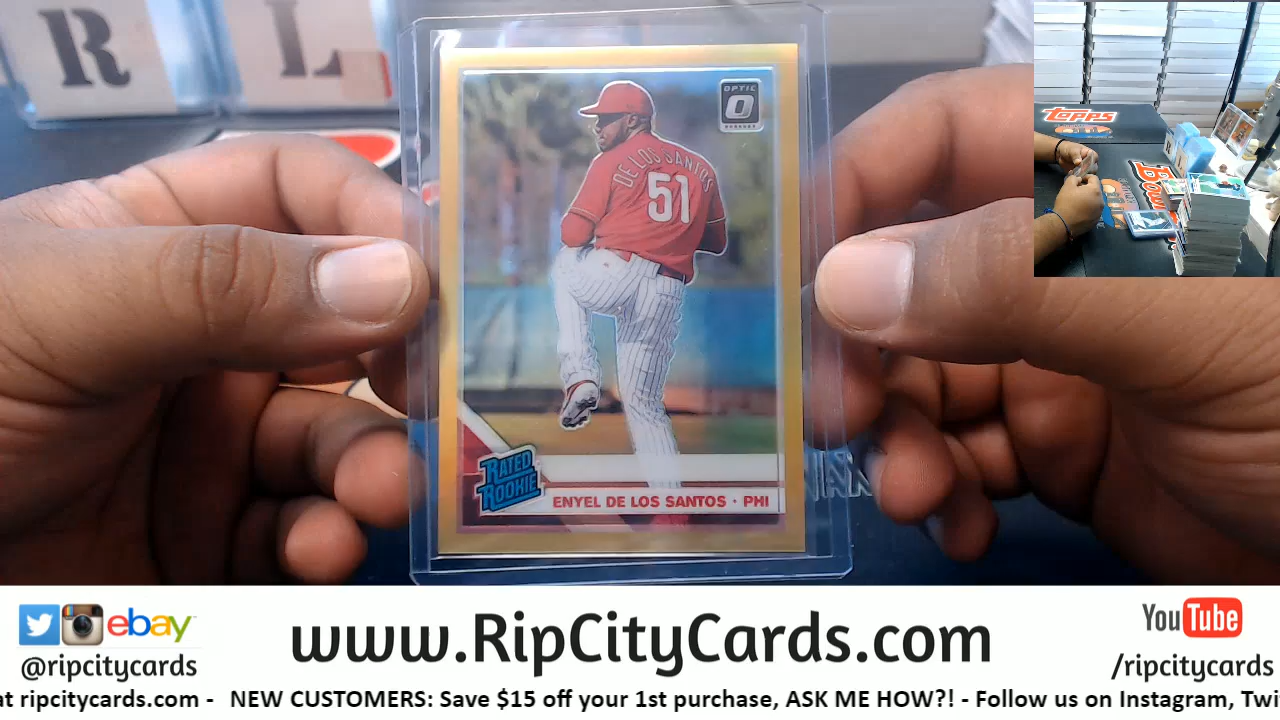 R L
OPTIC
DE LOS SANTOS
51
RATED
ROOKIE
ENYEL DE LOS SANTOS · PHI
TOPPS
ebay
www.RipCityCards.com
YouTube
@ripcitycards
/ripcitycards
at ripcitycards.com - NEW CUSTOMERS: Save $15 off your 1st purchase, ASK ME HOW?! - Follow us on Instagram, Twi